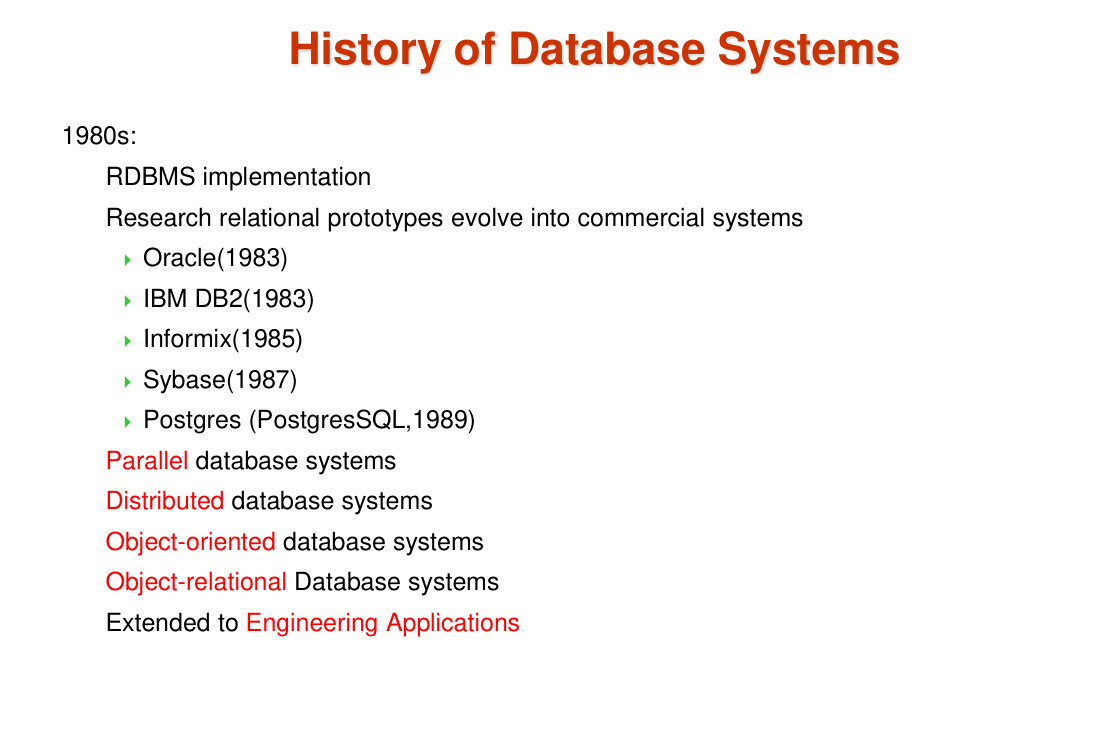 History of Database Systems
1980s:
RDBMS implementation
Research relational prototypes evolve into commercial systems
Oracle(1983)
IBM DB2(1983)
Informix(1985)
Sybase(1987)
Postgres (PostgresSQL,1989)
Parallel database systems
Distributed database systems
Object-oriented database systems
Object-relational Database systems
Extended to Engineering Applications